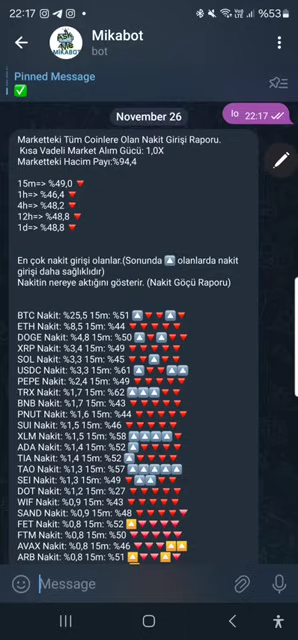 22:17
%53
Mikabot
bot
Pinned Message
✅
November 26
Io 22:17
Marketteki Tüm Coinlere Olan Nakit Girişi Raporu.
Kısa Vadeli Market Alım Gücü: 1,0X
Marketteki Hacim Payı:%94,4
15m=> %49,0 🔻
1h=> %46,4 🔻
4h=> %48,2 🔻
12h=> %48,8 🔻
1d=> %48,8 🔻
En çok nakit girişi olanlar.(Sonunda 🔼 olanlarda nakit
girişi daha sağlıklıdır)
Nakitin nereye aktığını gösterir. (Nakit Göçü Raporu)
BTC Nakit: %25,5 15m: %51 🔼🔻🔻🔼🔻
ETH Nakit: %8,5 15m: %44 🔻🔻🔻🔻🔻
DOGE Nakit: %4,8 15m: %50 🔼🔻🔼🔻🔻
XRP Nakit: %3,4 15m: %49 🔻🔻🔻🔻🔻
SOL Nakit: %3,3 15m: %45 🔻🔻🔼🔻🔻
USDC Nakit: %3,3 15m: %61 🔼🔻🔻🔼🔼
PEPE Nakit: %2,4 15m: %49 🔻🔻🔻🔻🔻
TRX Nakit: %1,7 15m: %62 🔼🔼🔼🔻🔻
BNB Nakit: %1,7 15m: %43 🔻🔻🔻🔻🔻
PNUT Nakit: %1,6 15m: %44 🔻🔻🔻🔻🔻
SUI Nakit: %1,5 15m: %46 🔻🔻🔻🔻🔻
XLM Nakit: %1,5 15m: %58 🔼🔼🔼🔼🔻
ADA Nakit: %1,4 15m: %52 🔼🔻🔻🔻🔻
TIA Nakit: %1,4 15m: %52 🔼🔻🔻🔻🔻
TAO Nakit: %1,3 15m: %57 🔼🔼🔼🔼🔼
SEI Nakit: %1,3 15m: %49 🔻🔼🔼🔻🔻
DOT Nakit: %1,2 15m: %27 🔻🔻🔻🔻🔻
WIF Nakit: %0,9 15m: %43 🔻🔻🔻🔻🔻
SAND Nakit: %0,9 15m: %48 🔻🔻🔻🔻🔻
FET Nakit: %0,8 15m: %52 🔼🔻🔻🔻🔻
FTM Nakit: %0,8 15m: %50 🔻🔻🔻🔻🔻
AVAX Nakit: %0,8 15m: %46 🔻🔻🔻🔼🔼
ARB Nakit: %0,8 15m: %51 🔼🔻🔻🔼🔻
Message